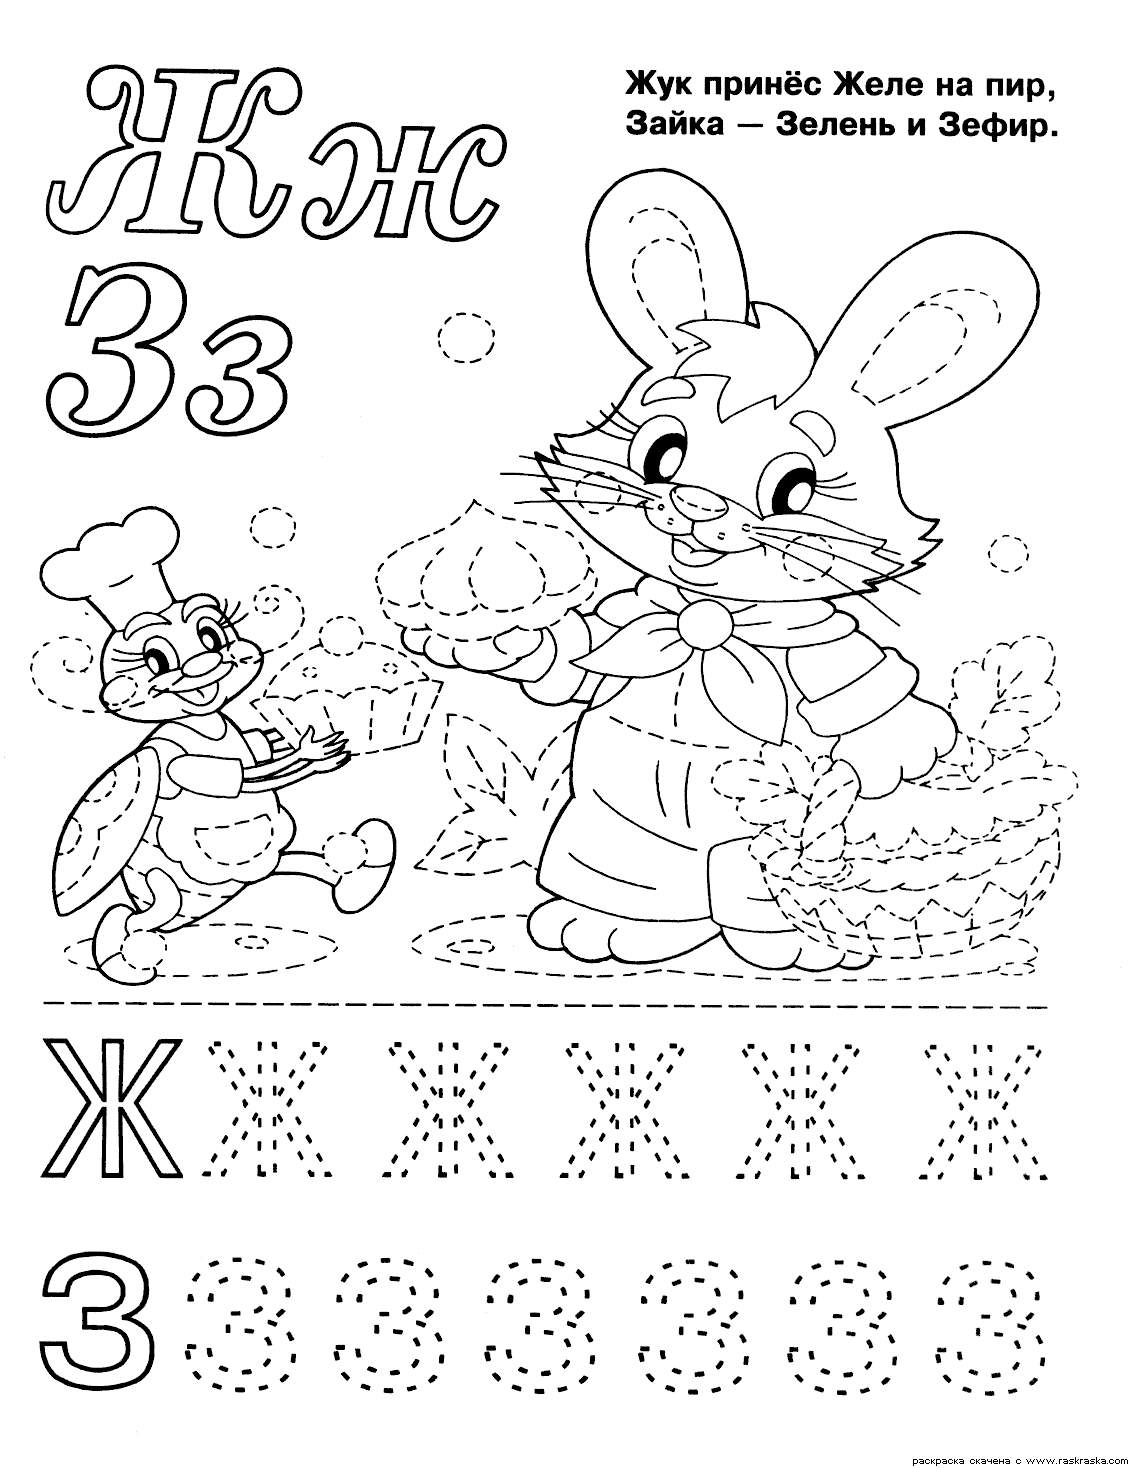 Жж
Жук принёс Желе на пир,
Зайка — Зелень и Зефир.
Зз
Ж Ж Ж Ж Ж Ж
З З З З З З З
раскраска скачена с www.raskraska.com